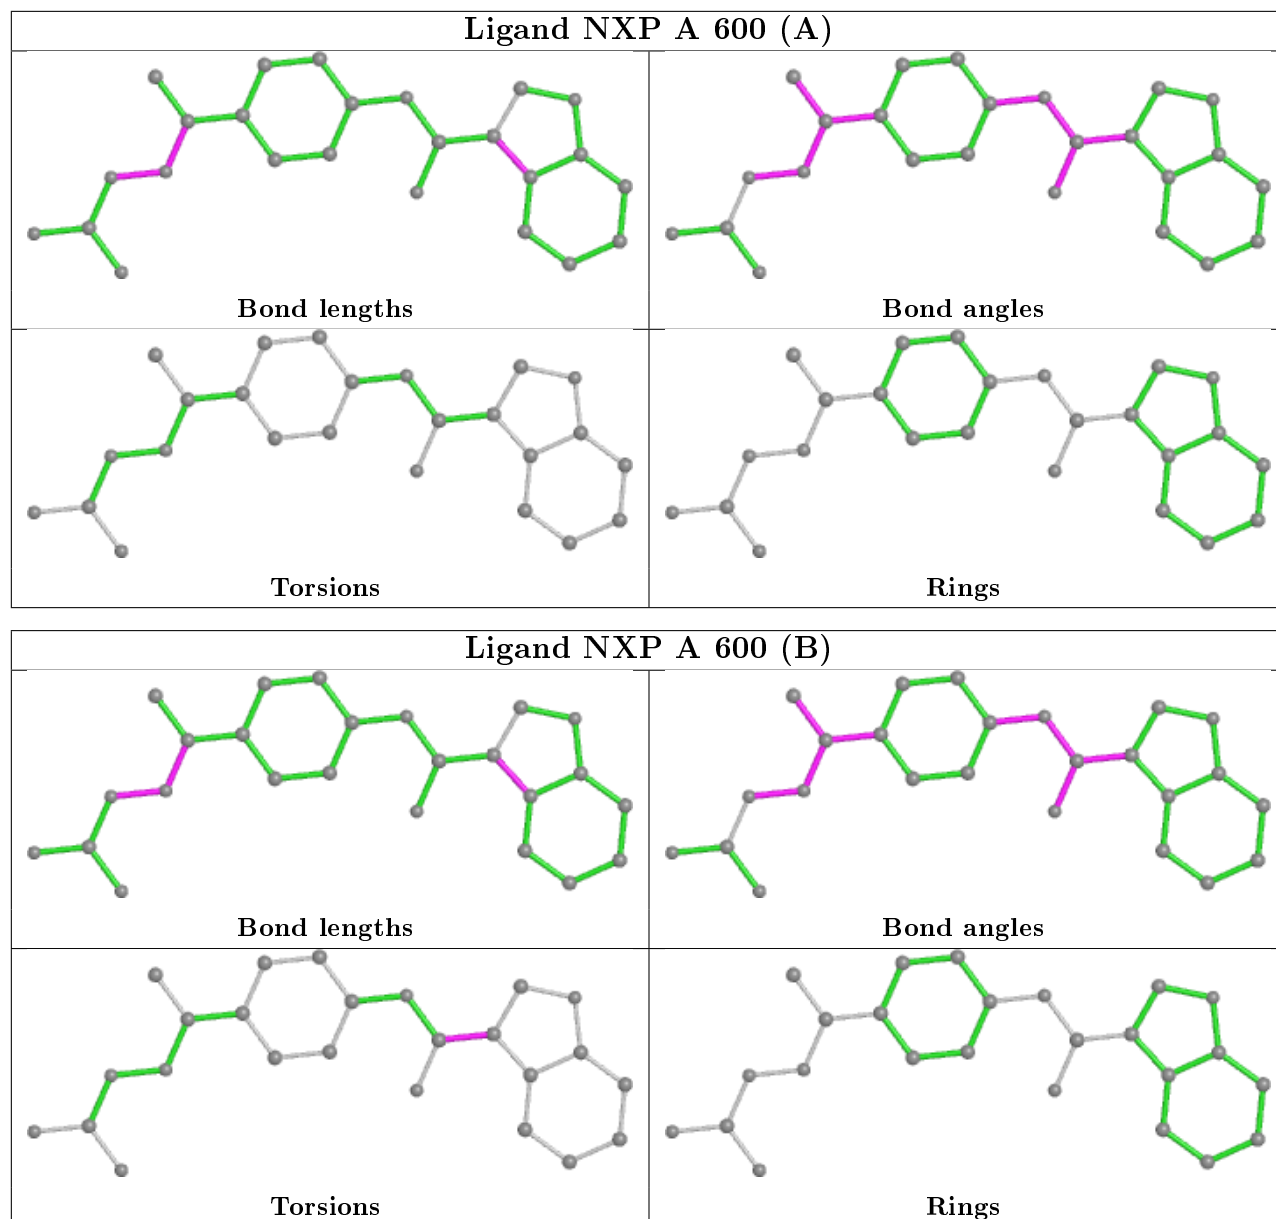 Ligand NXP A 600 (A)
Bond lengths
Bond angles
Torsions
Rings
Ligand NXP A 600 (B)
Bond lengths
Bond angles
Torsions
Rings